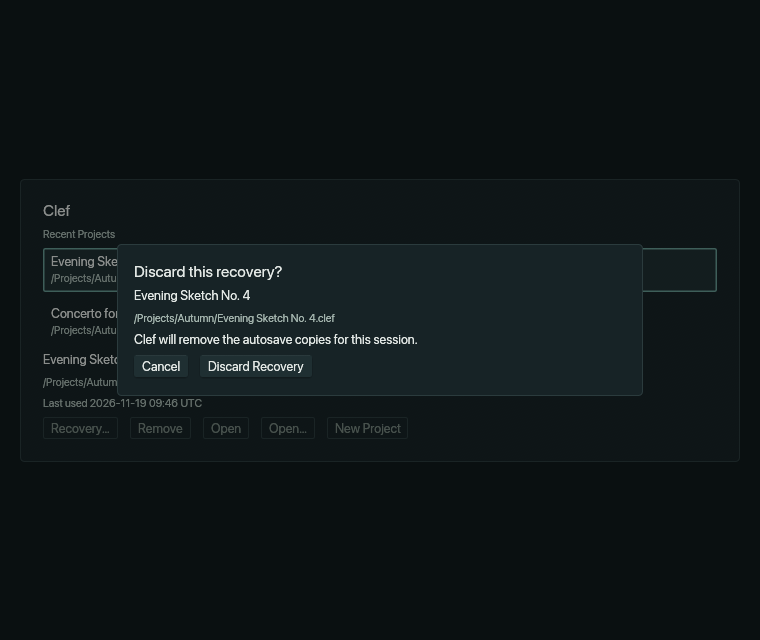 Clef
Recent Projects
Evening Ske
/Projects/Autu
Concerto for
/Projects/Autu
Evening Sketc
/Projects/Autumn
Last used 2026-11-19 09:46 UTC
Recovery... Remove Open Open... New Project
Discard this recovery?
Evening Sketch No. 4
/Projects/Autumn/Evening Sketch No. 4.clef
Clef will remove the autosave copies for this session.
Cancel Discard Recovery